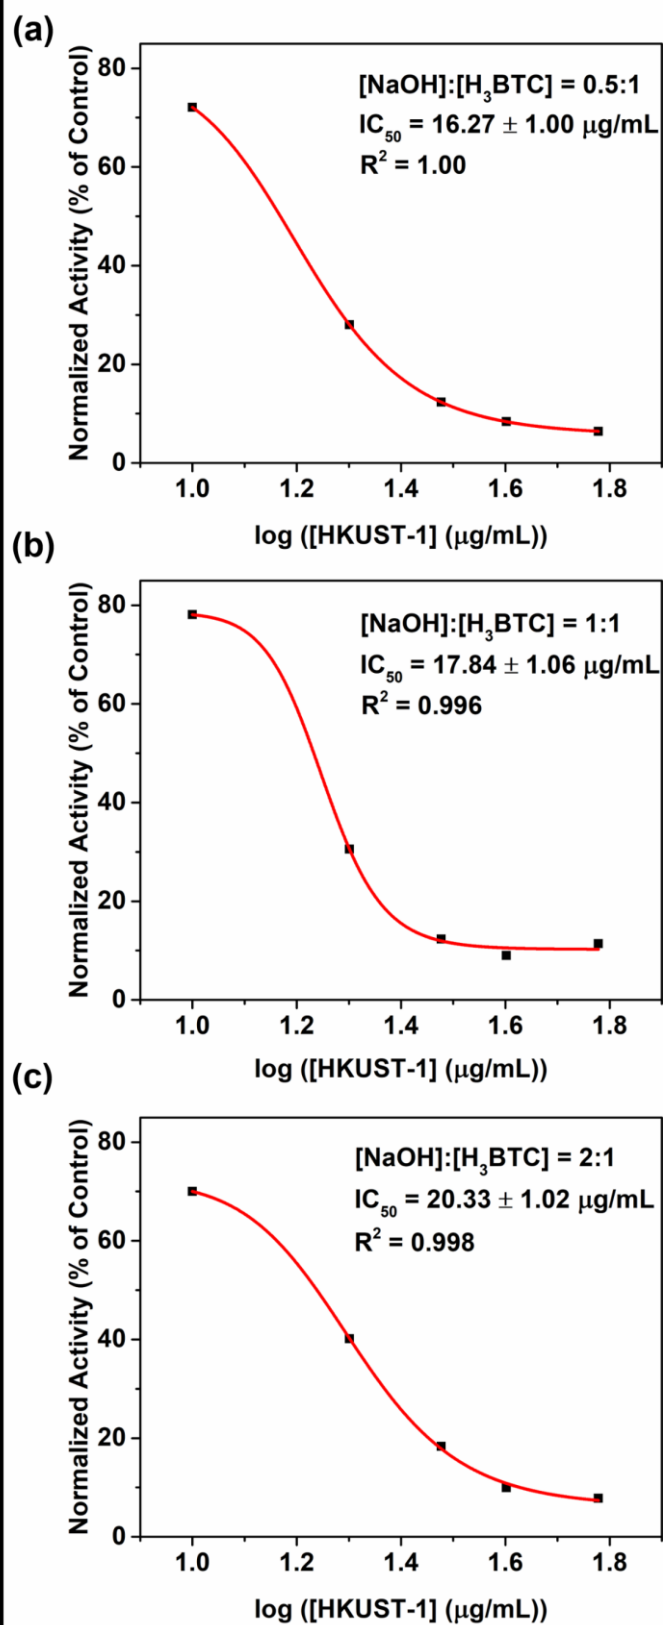 (a)
Normalized Activity (% of Control)
80
60
40
20
0
[NaOH]:[H₃BTC] = 0.5:1
IC₅₀ = 16.27 ± 1.00 μg/mL
R² = 1.00
1.0 1.2 1.4 1.6 1.8
log ([HKUST-1] (μg/mL))
(b)
Normalized Activity (% of Control)
80
60
40
20
0
[NaOH]:[H₃BTC] = 1:1
IC₅₀ = 17.84 ± 1.06 μg/mL
R² = 0.996
1.0 1.2 1.4 1.6 1.8
log ([HKUST-1] (μg/mL))
(c)
Normalized Activity (% of Control)
80
60
40
20
0
[NaOH]:[H₃BTC] = 2:1
IC₅₀ = 20.33 ± 1.02 μg/mL
R² = 0.998
1.0 1.2 1.4 1.6 1.8
log ([HKUST-1] (μg/mL))